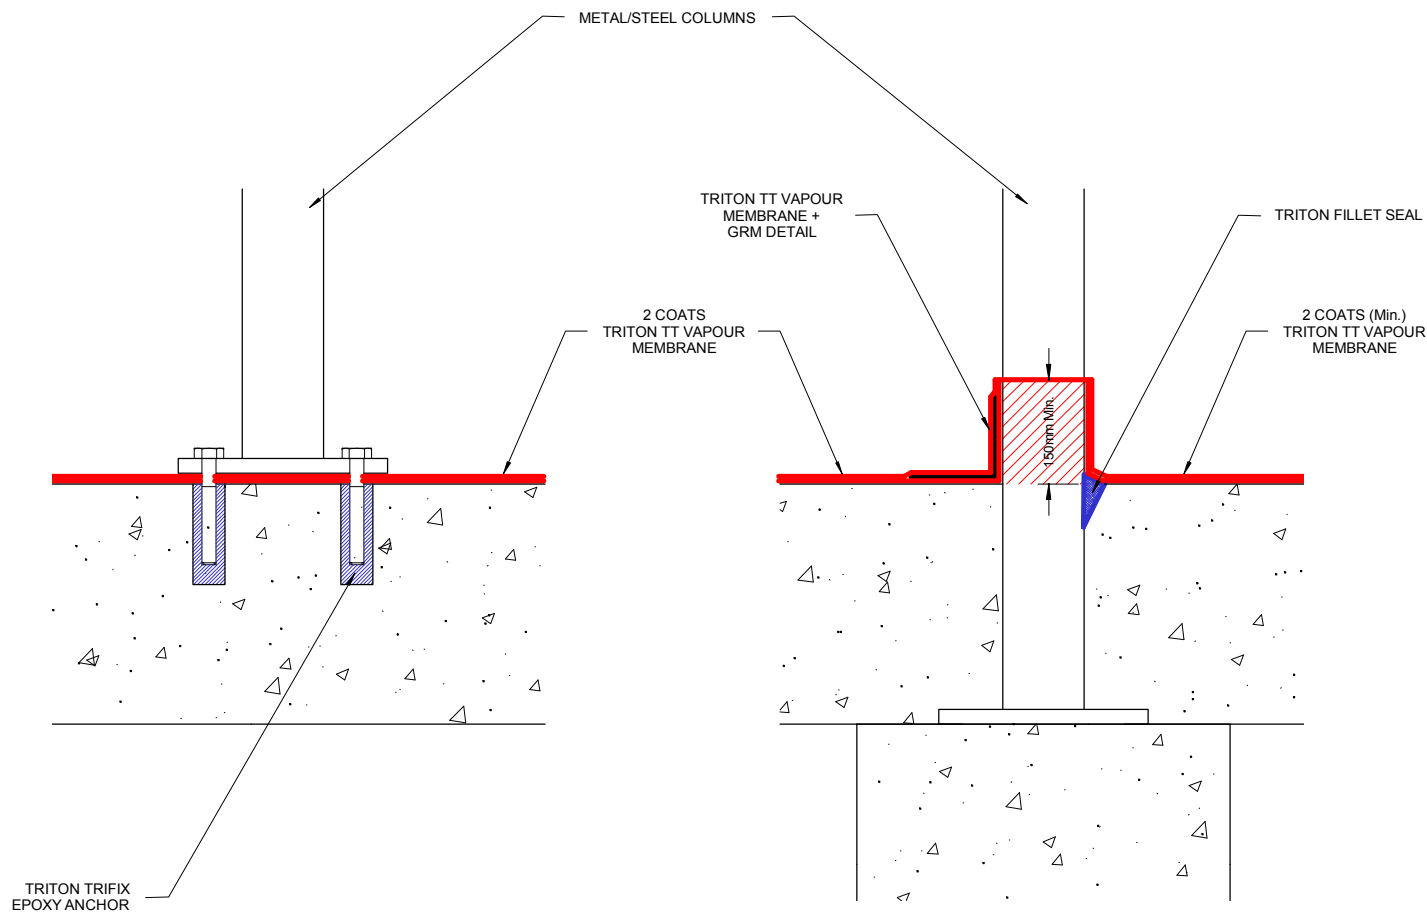 METAL/STEEL COLUMNS
TRITON TT VAPOUR
MEMBRANE +
GRM DETAIL
TRITON FILLET SEAL
2 COATS
TRITON TT VAPOUR
MEMBRANE
2 COATS (Min.)
TRITON TT VAPOUR
MEMBRANE
150mm Min.
TRITON TRIFIX
EPOXY ANCHOR